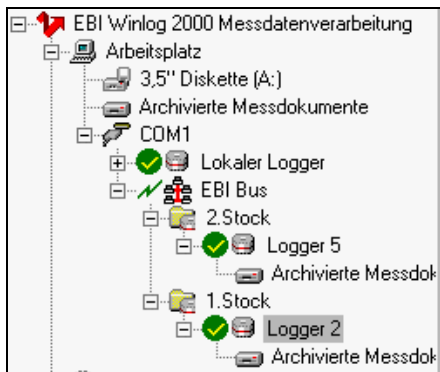 EBI Winlog 2000 Messdatenverarbeitung
Arbeitsplatz
3,5" Diskette (A:)
Archivierte Messdokumente
COM1
Lokaler Logger
EBI Bus
2.Stock
Logger 5
Archivierte Messdok
1.Stock
Logger 2
Archivierte Messdok